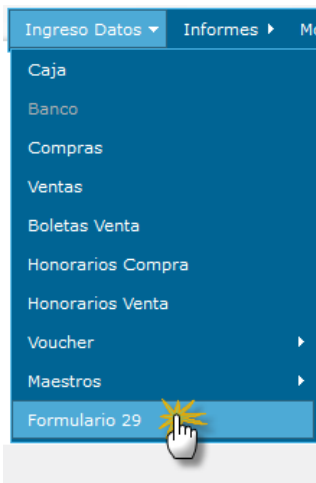 Ingreso Datos Informes
Caja
Banco
Compras
Ventas
Boletas Venta
Honorarios Compra
Honorarios Venta
Voucher
Maestros
Formulario 29